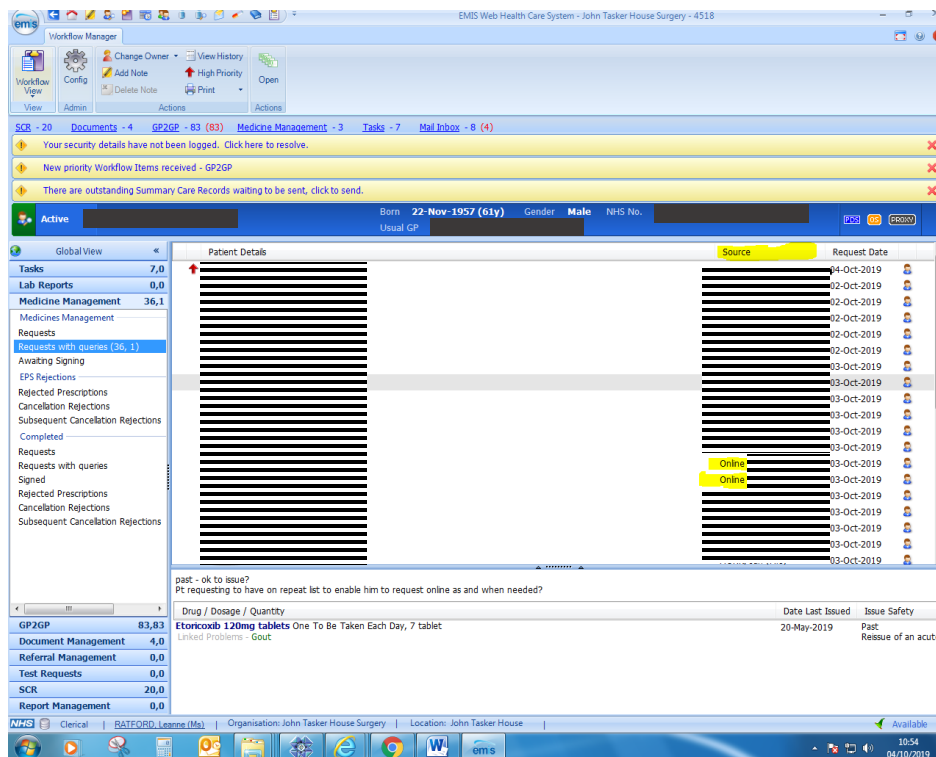 ems
EMIS Web Health Care System - John Tasker House Surgery - 4518
Workflow Manager
Workflow View
Config
Change Owner
Add Note
Delete Note
View History
High Priority
Print
Open
View
Admin
Actions
Actions
SCR - 20 Documents - 4 GP2GP - 83 (83) Medicine Management - 3 Tasks - 7 Mail Inbox - 8 (4)
Your security details have not been logged. Click here to resolve.
New priority Workflow Items received - GP2GP
There are outstanding Summary Care Records waiting to be sent, click to send.
Active
Born 22-Nov-1957 (61y) Gender Male NHS No.
Usual GP
PDS OS PROXY
Global View «
Patient Details Source Request Date
Tasks 7,0
Lab Reports 0,0
Medicine Management 36,1
Medicines Management
Requests
Requests with queries (36, 1)
Awaiting Signing
EPS Rejections
Rejected Prescriptions
Cancellation Rejections
Subsequent Cancellation Rejections
Completed
Requests
Requests with queries
Signed
Rejected Prescriptions
Cancellation Rejections
Subsequent Cancellation Rejections
04-Oct-2019
02-Oct-2019
02-Oct-2019
02-Oct-2019
02-Oct-2019
02-Oct-2019
03-Oct-2019
03-Oct-2019
03-Oct-2019
03-Oct-2019
03-Oct-2019
03-Oct-2019
Online 03-Oct-2019
Online 03-Oct-2019
03-Oct-2019
03-Oct-2019
03-Oct-2019
03-Oct-2019
03-Oct-2019
past - ok to issue?
Pt requesting to have on repeat list to enable him to request online as and when needed?
Drug / Dosage / Quantity Date Last Issued Issue Safety
Etoricoxib 120mg tablets One To Be Taken Each Day, 7 tablet 20-May-2019 Past
Linked Problems - Gout Reissue of an acut
GP2GP 83,83
Document Management 4,0
Referral Management 0,0
Test Requests 0,0
SCR 20,0
Report Management 0,0
NHS Clerical | RATFORD, Leanne (Ms) | Organisation: John Tasker House Surgery | Location: John Tasker House | Available
ems
10:54
04/10/2019